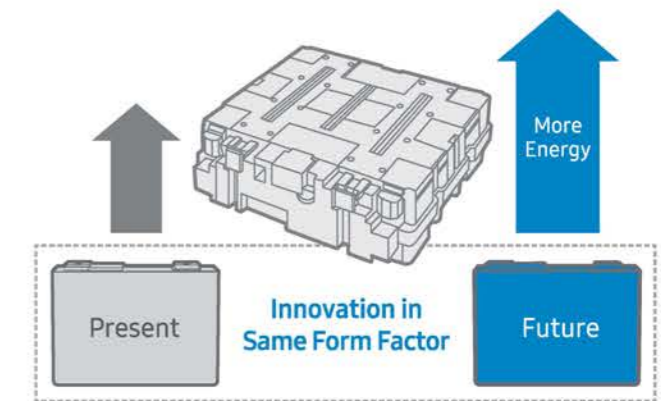 More
Energy
Present
Innovation in
Same Form Factor
Future